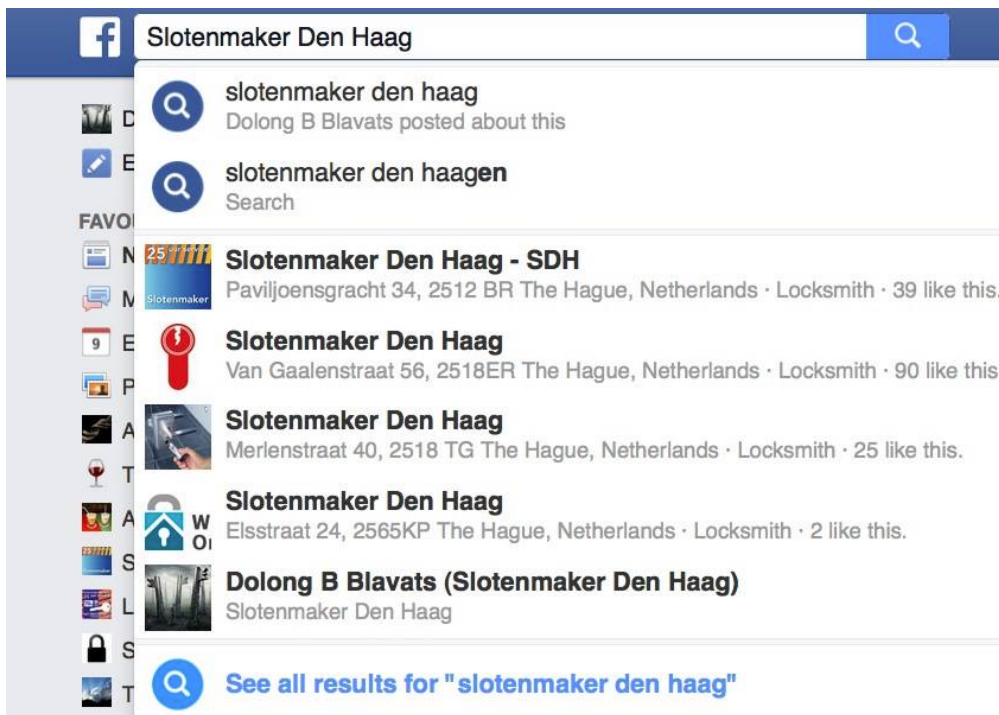 f Slotenmaker Den Haag
slotenmaker den haag
D Dolong B Blavats posted about this
E slotenmaker den haagen
Search
FAVO
N 25 Slotenmaker Den Haag - SDH
M Slotenmaker Paviljoensgracht 34, 2512 BR The Hague, Netherlands · Locksmith · 39 like this.
9 E Slotenmaker Den Haag
P Van Gaalenstraat 56, 2518ER The Hague, Netherlands · Locksmith · 90 like this
A Slotenmaker Den Haag
T Merlenstraat 40, 2518 TG The Hague, Netherlands · Locksmith · 25 like this.
A W Slotenmaker Den Haag
Elsstraat 24, 2565KP The Hague, Netherlands · Locksmith · 2 like this.
S Dolong B Blavats (Slotenmaker Den Haag)
L Slotenmaker Den Haag
S
T See all results for "slotenmaker den haag"